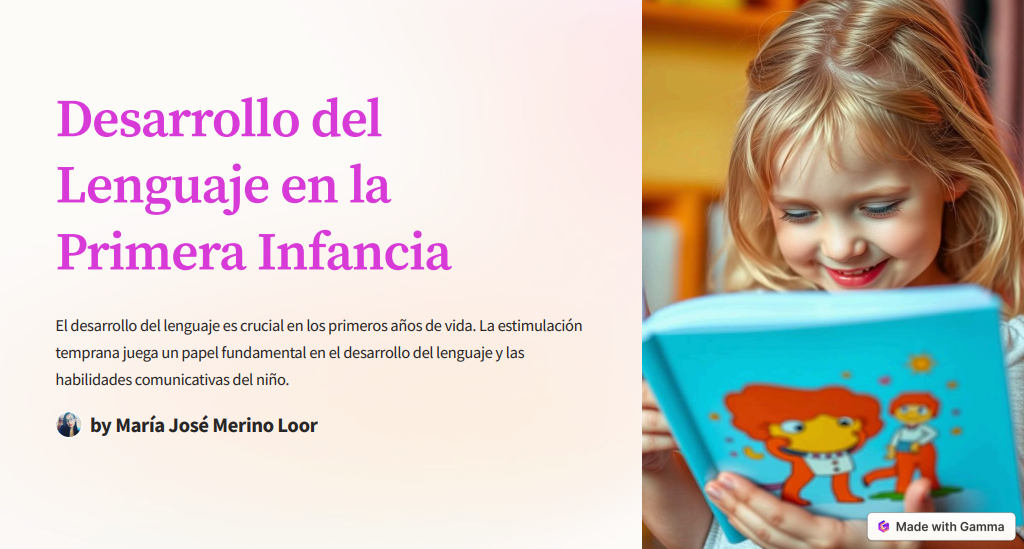 Desarrollo del
Lenguaje en la
Primera Infancia
El desarrollo del lenguaje es crucial en los primeros años de vida. La estimulación
temprana juega un papel fundamental en el desarrollo del lenguaje y las
habilidades comunicativas del niño.
by María José Merino Loor
Made with Gamma